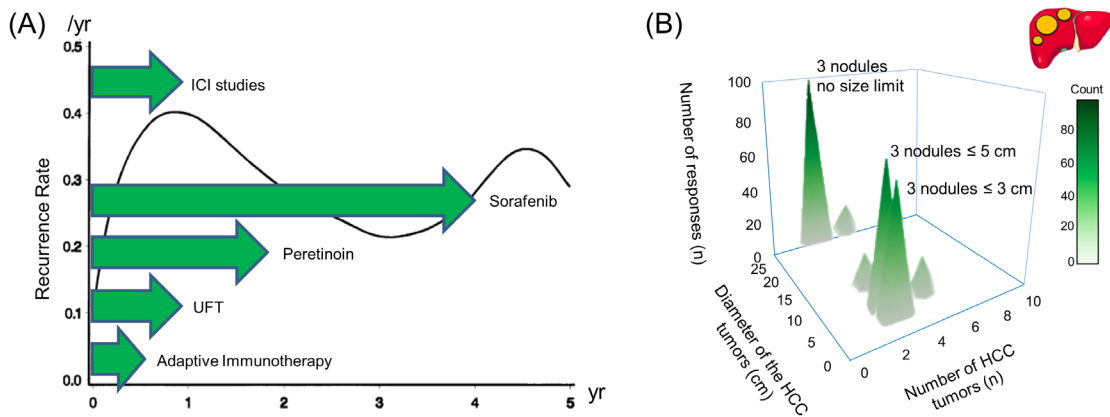 (A)
/yr
0.5
0.4
0.3
0.2
0.1
0.0
Recurrence Rate
ICI studies
Sorafenib
Peretinoin
UFT
Adaptive Immunotherapy
0
1
2
3
4
5
yr
(B)
3 nodules
no size limit
3 nodules ≤ 5 cm
3 nodules ≤ 3 cm
Number of responses (n)
100
80
60
40
20
0
25
20
15
10
5
0
Diameter of the HCC
tumors (cm)
0
2
4
6
8
10
Number of HCC
tumors (n)
Count
80
60
40
20
0